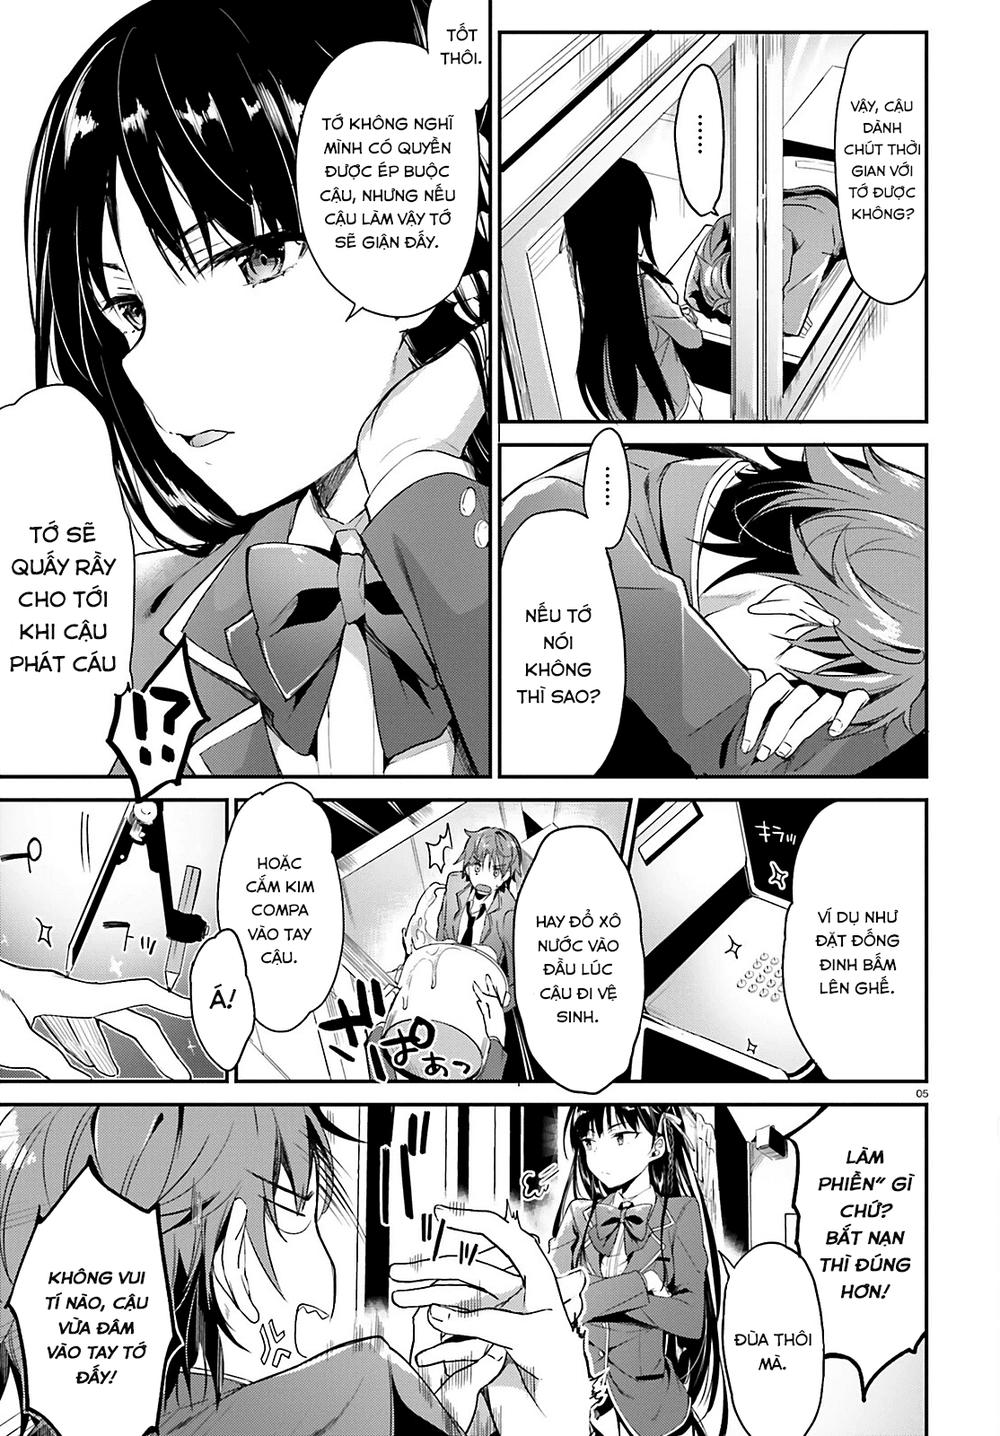 VẬY, CẬU
DÀNH
CHÚT THỜI
GIAN VỚI
TỚ ĐƯỢC
KHÔNG?
NẾU TỚ
NÓI
KHÔNG
THÌ SAO?
TỐT
THÔI.
TỚ KHÔNG NGHĨ
MÌNH CÓ QUYỀN
ĐƯỢC ÉP BUỘC
CẬU, NHƯNG NẾU
CẬU LÀM VẬY TỚ
SẼ GIẬN ĐẤY.
TỚ SẼ
QUẤY RẦY
CHO TỚI
KHI CẬU
PHÁT CÁU
!?
VÍ DỤ NHƯ
ĐẶT ĐỐNG
ĐINH BẤM
LÊN GHẾ.
キラッ
HAY ĐỔ XÔ
NƯỚC VÀO
ĐẦU LÚC
CẬU ĐI VỆ
SINH.
HOẶC
CẮM KIM
COMPA
VÀO TAY
CẬU.
Á!
05
LÀM
PHIỀN” GÌ
CHỨ?
BẮT NẠN
THÌ ĐÚNG
HƠN!
ĐÙA THÔI
MÀ.
KHÔNG VUI
TÍ NÀO, CẬU
VỪA ĐÂM
VÀO TAY TỚ
ĐẤY!